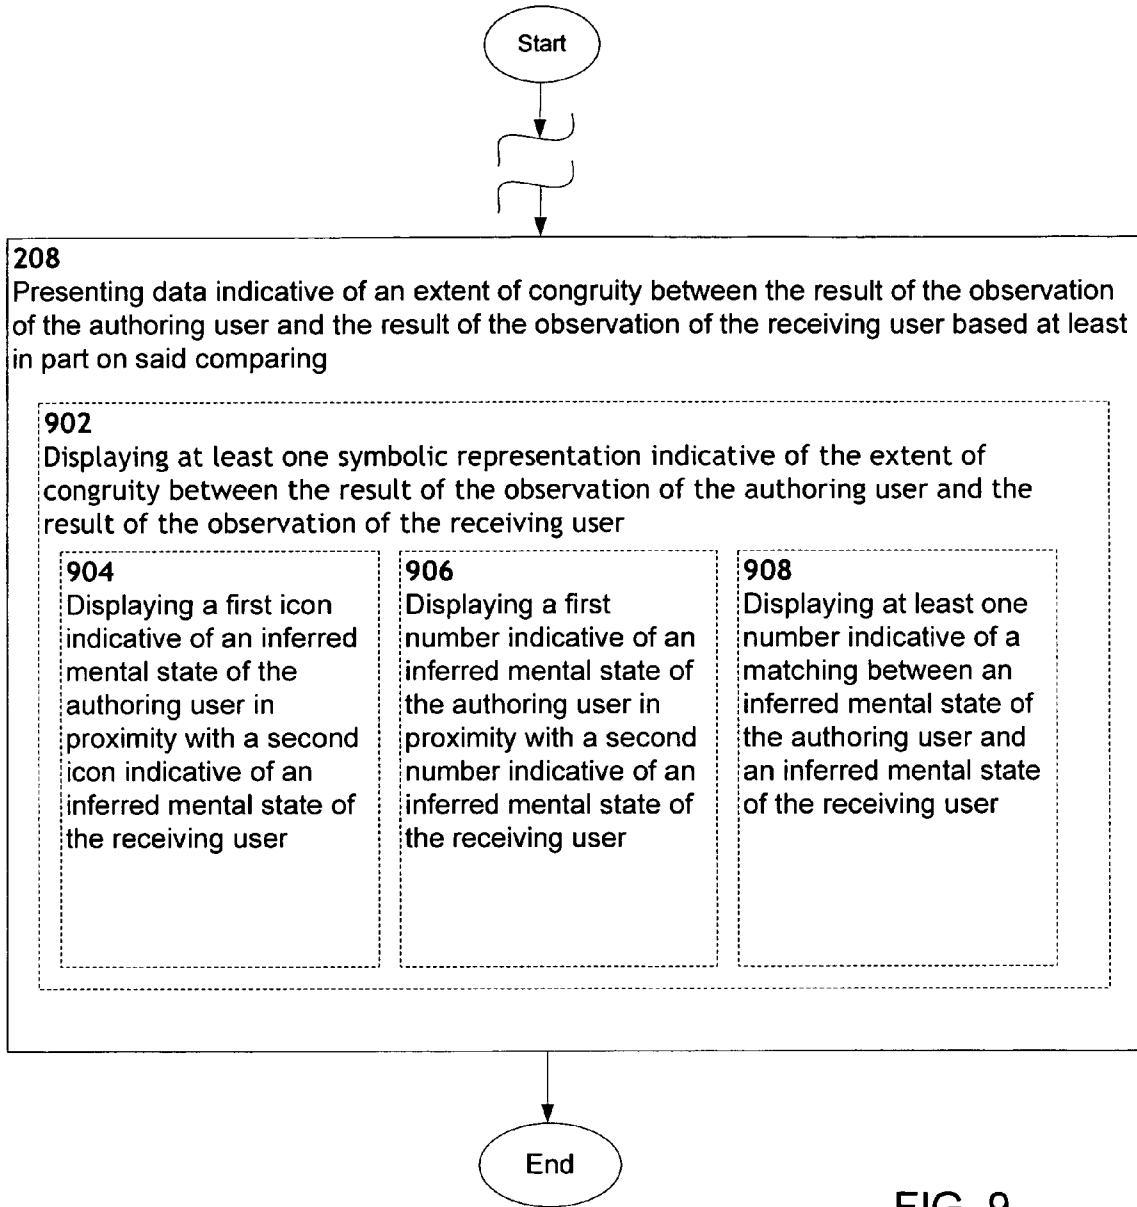 Start
208
Presenting data indicative of an extent of congruity between the result of the observation
of the authoring user and the result of the observation of the receiving user based at least
in part on said comparing
902
Displaying at least one symbolic representation indicative of the extent of
congruity between the result of the observation of the authoring user and the
result of the observation of the receiving user
904
Displaying a first icon
indicative of an inferred
mental state of the
authoring user in
proximity with a second
icon indicative of an
inferred mental state of
the receiving user
906
Displaying a first
number indicative of an
inferred mental state of
the authoring user in
proximity with a second
number indicative of an
inferred mental state of
the receiving user
908
Displaying at least one
number indicative of a
matching between an
inferred mental state of
the authoring user and
an inferred mental state
of the receiving user
End
FIG. 9